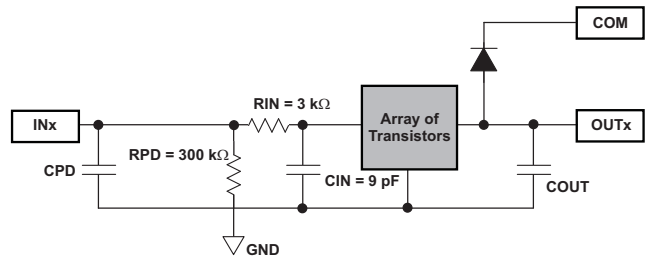 COM
RIN = 3 kΩ
INx
Array of
Transistors
OUTx
CPD
RPD = 300 kΩ
CIN = 9 pF
COUT
GND